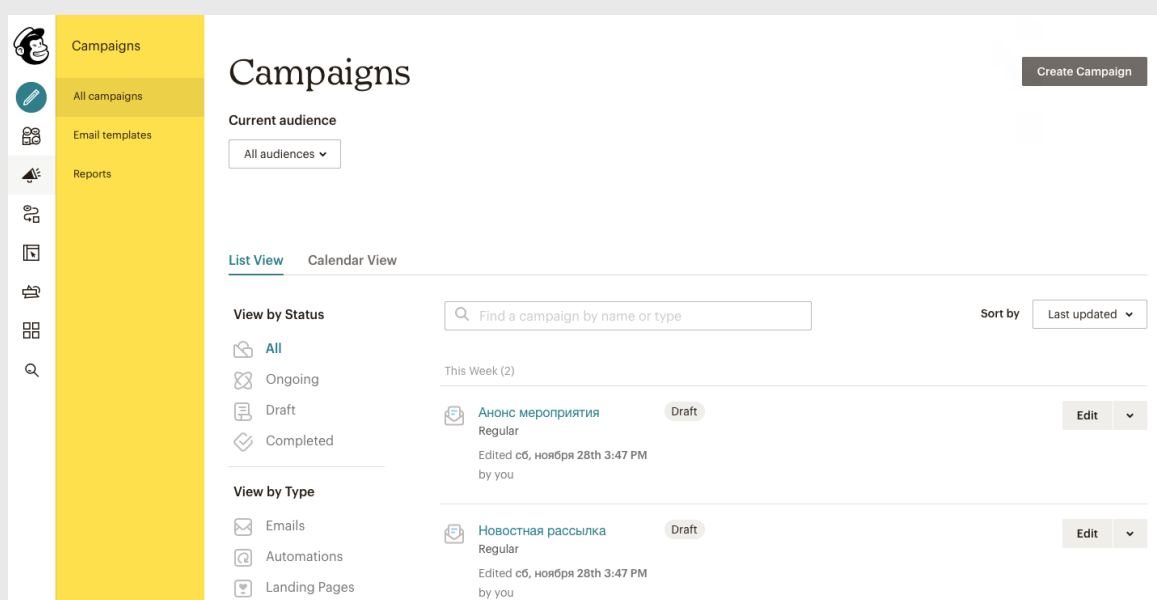 Campaigns
All campaigns
Email templates
Reports
Campaigns
Create Campaign
Current audience
All audiences
List View
Calendar View
View by Status
All
Ongoing
Draft
Completed
View by Type
Emails
Automations
Landing Pages
Find a campaign by name or type
Sort by
Last updated
This Week (2)
Анонс мероприятия
Draft
Edit
Regular
Edited сб, ноября 28th 3:47 PM
by you
Новостная рассылка
Draft
Edit
Regular
Edited сб, ноября 28th 3:47 PM
by you